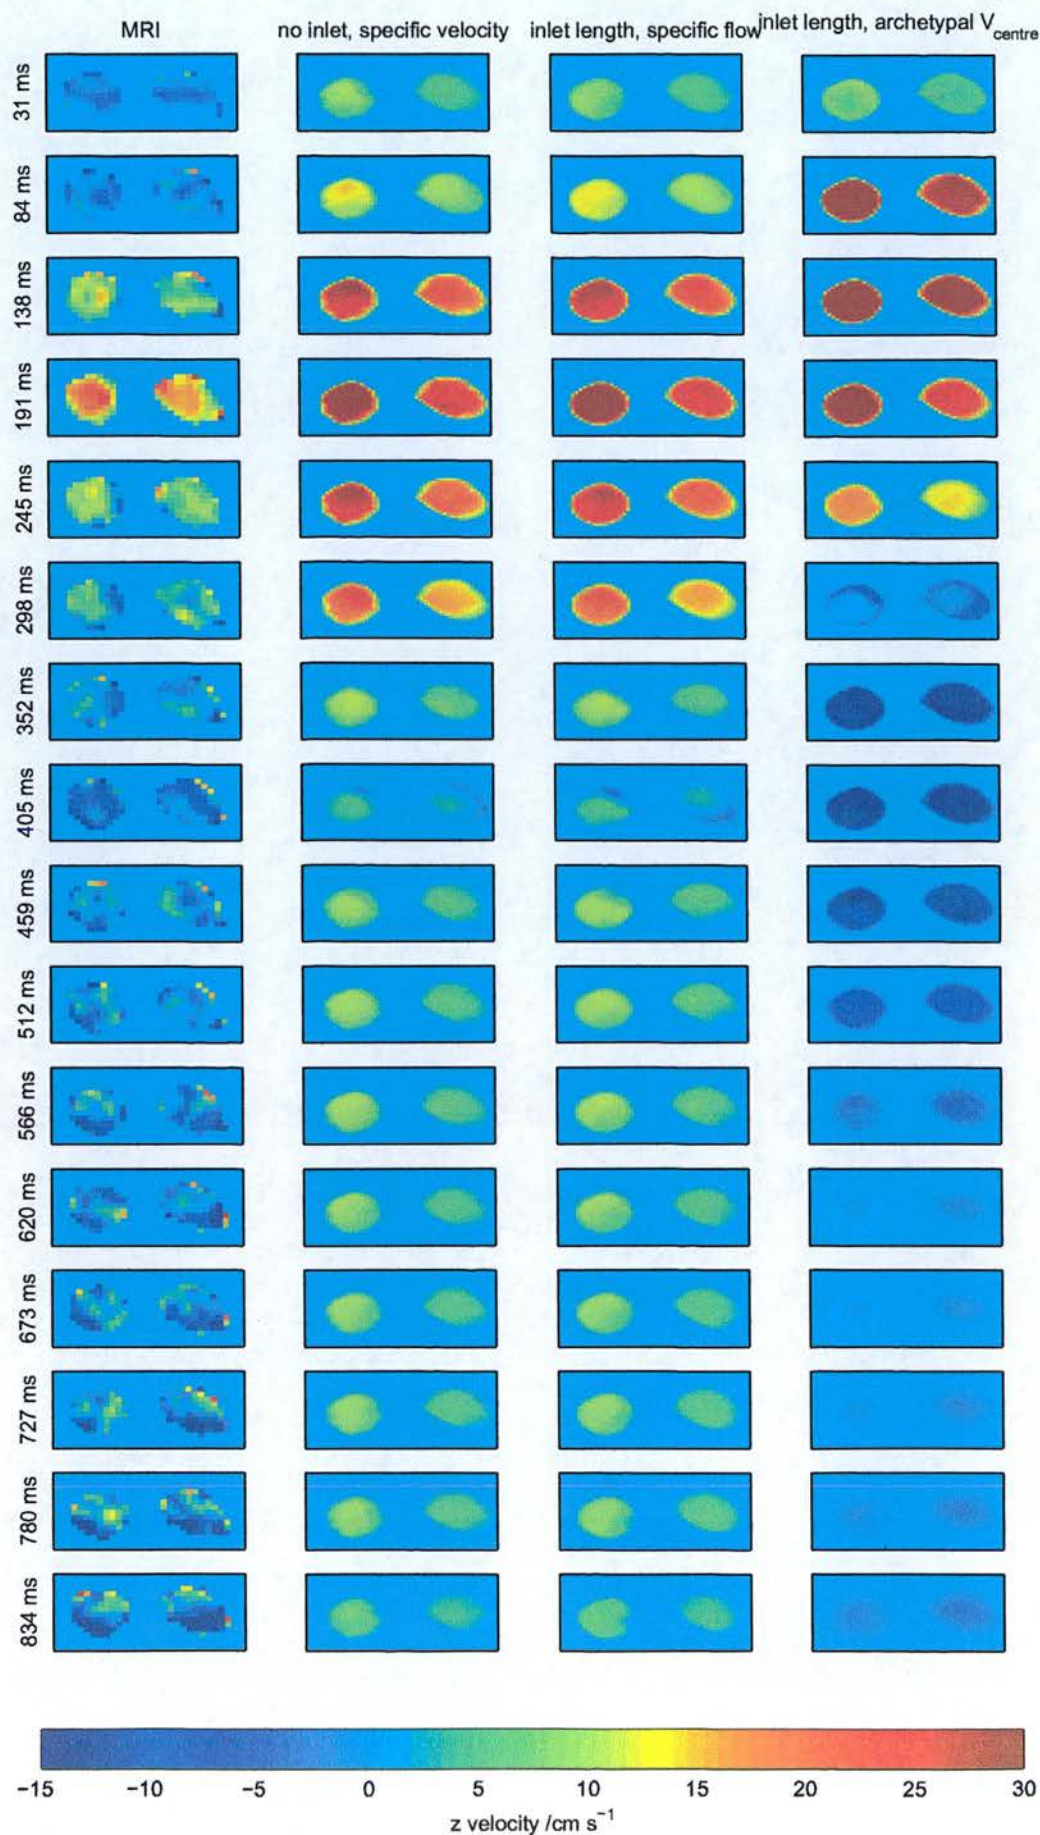 MRI
no inlet, specific velocity
inlet length, specific flow
inlet length, archetypal Vcentre
31 ms
84 ms
138 ms
191 ms
245 ms
298 ms
352 ms
405 ms
459 ms
512 ms
566 ms
620 ms
673 ms
727 ms
780 ms
834 ms
−15 −10 −5 0 5 10 15 20 25 30
z velocity /cm s⁻¹